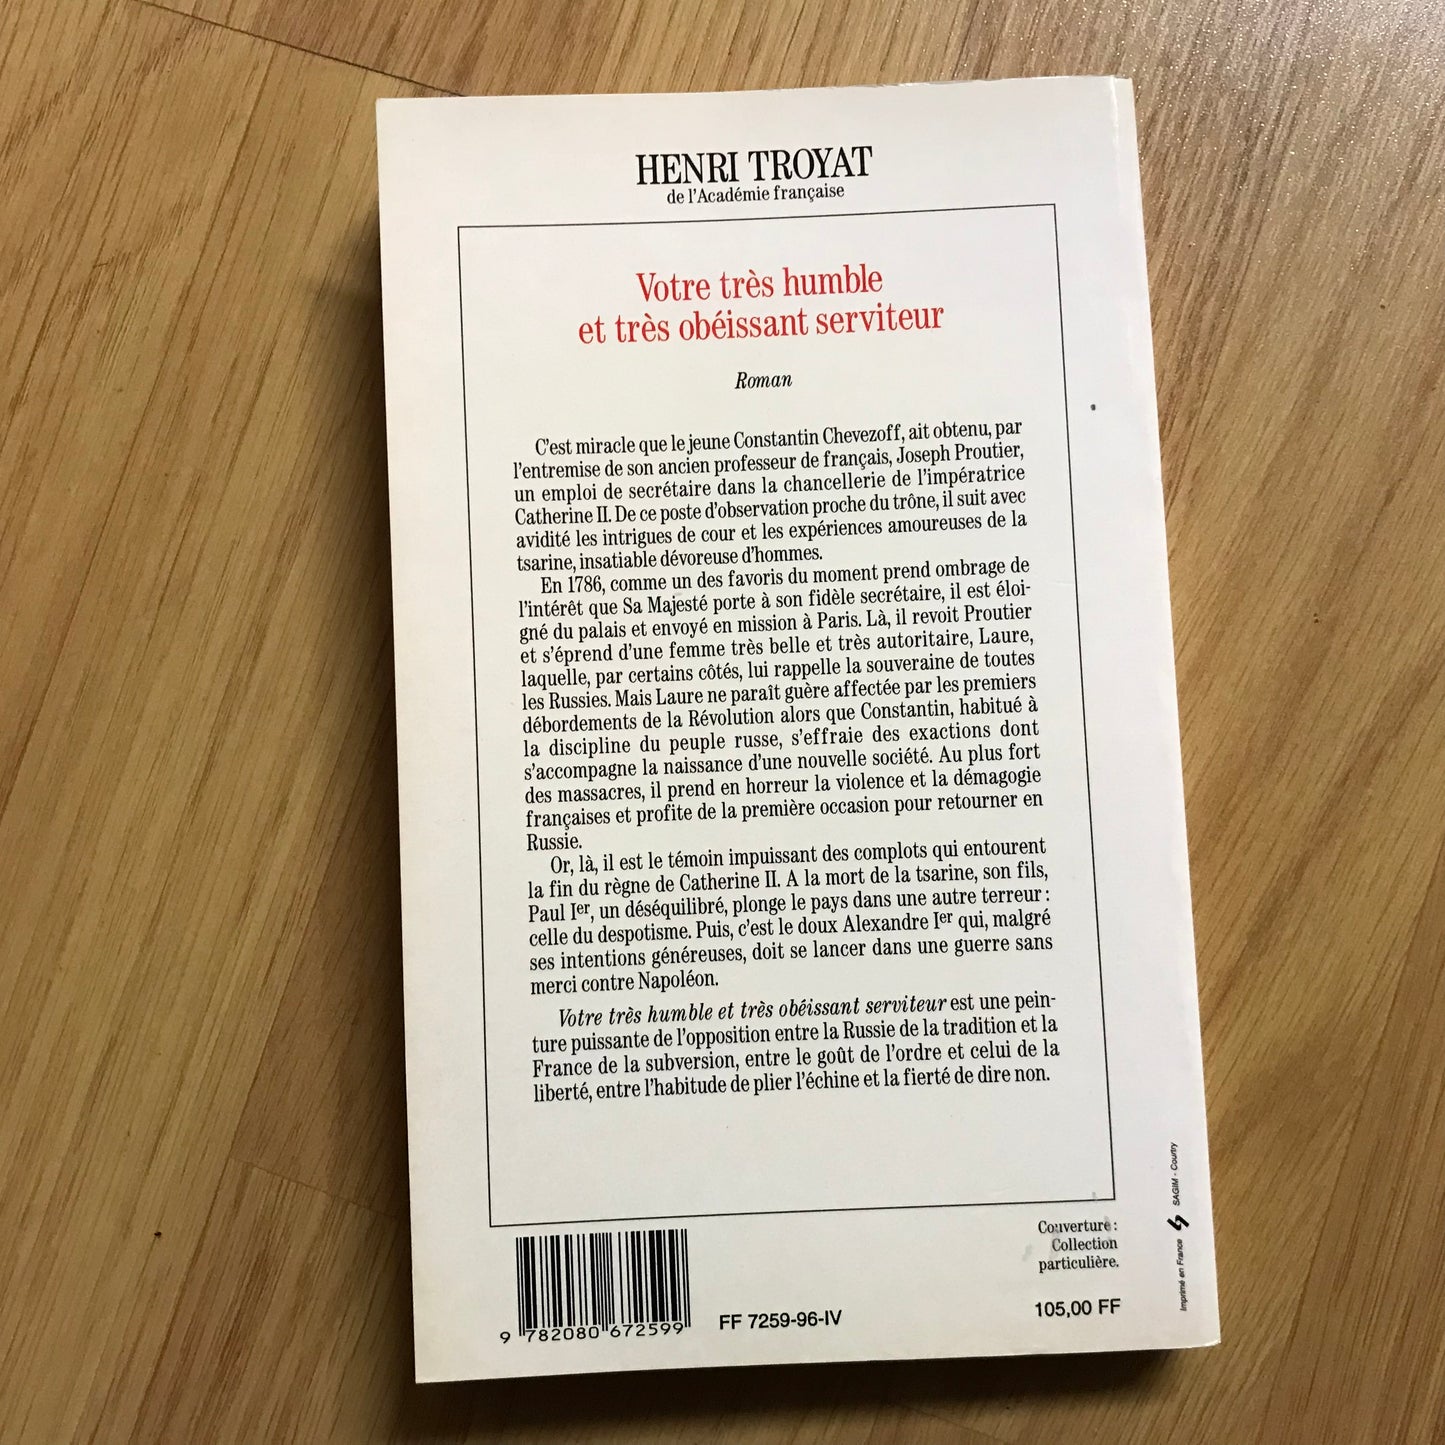 HENRI TROYAT
de l'Académie française
Votre très humble
et très obéissant serviteur
Roman
C'est miracle que le jeune Constantin Chevezoff, ait obtenu, par
l'entremise de son ancien professeur de français, Joseph Proutier,
un emploi de secrétaire dans la chancellerie de l'impératrice
Catherine II. De ce poste d'observation proche du trône, il suit avec
avidité les intrigues de cour et les expériences amoureuses de la
tsarine, insatiable dévoreuse d'hommes.
En 1786, comme un des favoris du moment prend ombrage de
l'intérêt que Sa Majesté porte à son fidèle secrétaire, il est éloi-
gné du palais et envoyé en mission à Paris. Là, il revoit Proutier
et s'éprend d'une femme très belle et très autoritaire, Laure,
laquelle, par certains côtés, lui rappelle la souveraine de toutes
les Russies. Mais Laure ne paraît guère affectée par les premiers
débordements de la Révolution alors que Constantin, habitué à
la discipline du peuple russe, s'effraie des exactions dont
s'accompagne la naissance d'une nouvelle société. Au plus fort
des massacres, il prend en horreur la violence et la démagogie
françaises et profite de la première occasion pour retourner en
Russie.
Or, là, il est le témoin impuissant des complots qui entourent
la fin du règne de Catherine II. A la mort de la tsarine, son fils,
Paul Ier, un déséquilibré, plonge le pays dans une autre terreur :
celle du despotisme. Puis, c'est le doux Alexandre Ier qui, malgré
ses intentions généreuses, doit se lancer dans une guerre sans
merci contre Napoléon.
Votre très humble et très obéissant serviteur est une pein-
ture puissante de l'opposition entre la Russie de la tradition et la
France de la subversion, entre le goût de l'ordre et celui de la
liberté, entre l'habitude de plier l'échine et la fierté de dire non.
Couverture :
Collection
particulière.
105,00 FF
FF 7259-96-IV
9 782080 672599
Imprimé en France SAGIM - Courtry